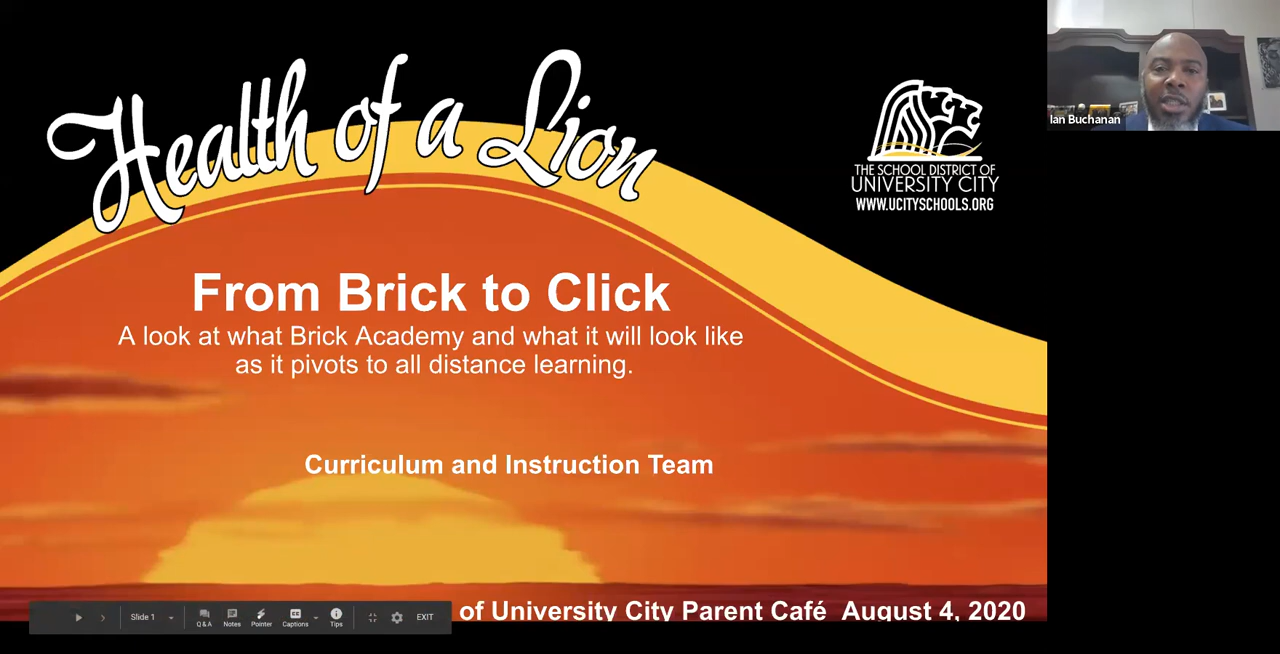 Health of a Lion
THE SCHOOL DISTRICT OF
UNIVERSITY CITY
WWW.UCITYSCHOOLS.ORG
Ian Buchanan
From Brick to Click
A look at what Brick Academy and what it will look like
as it pivots to all distance learning.
Curriculum and Instruction Team
of University City Parent Café August 4, 2020
Slide 1
Q & A
Notes
Pointer
CC
Captions
Tips
EXIT